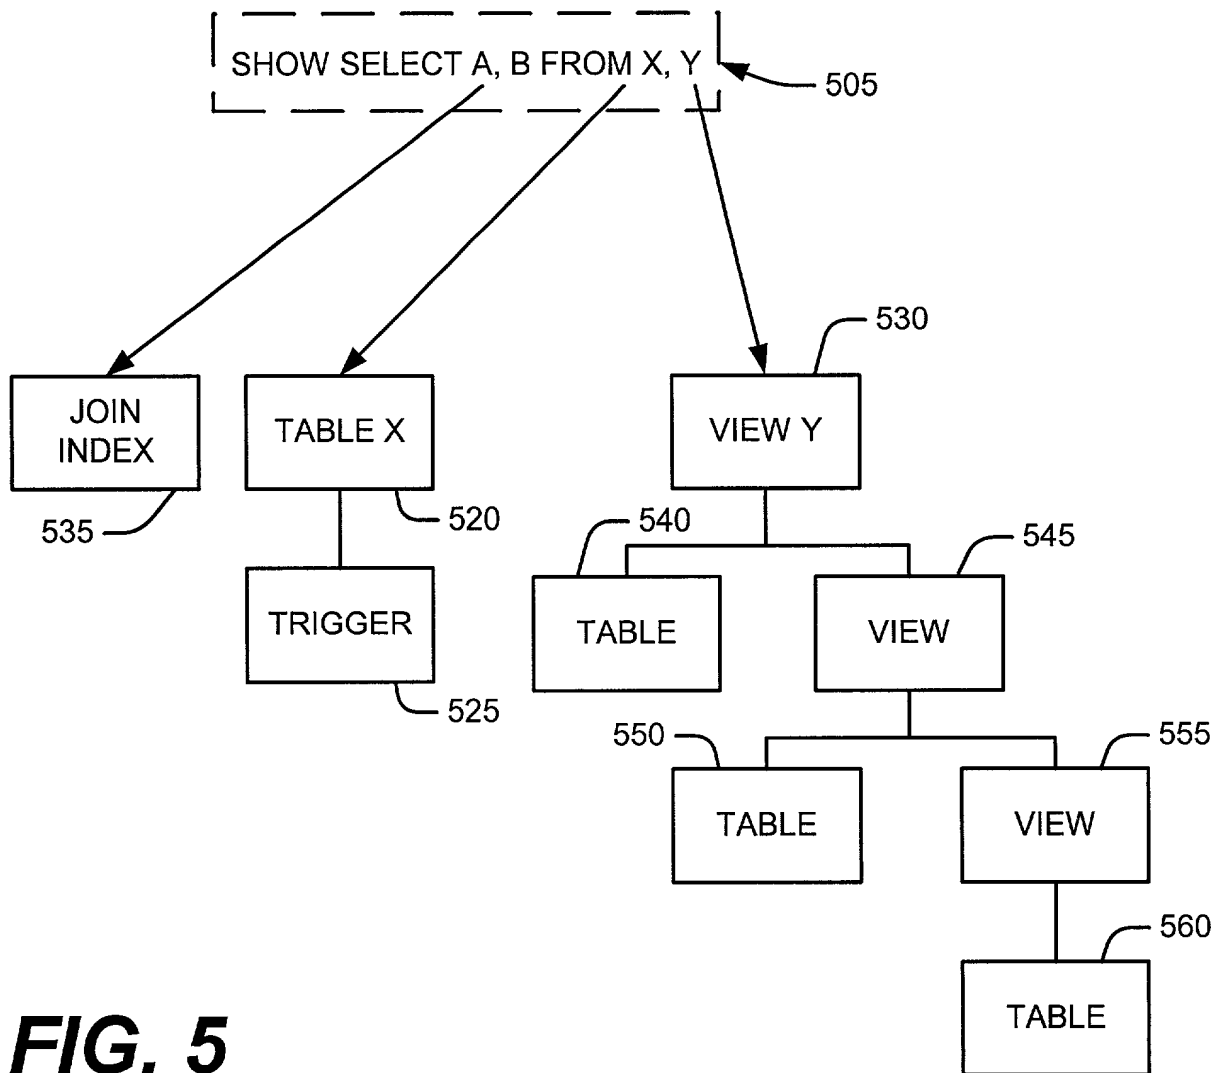 SHOW SELECT A, B FROM X, Y
505
530
JOIN
INDEX
TABLE X
VIEW Y
535
520
540
545
TRIGGER
TABLE
VIEW
525
550
555
TABLE
VIEW
560
TABLE
FIG. 5